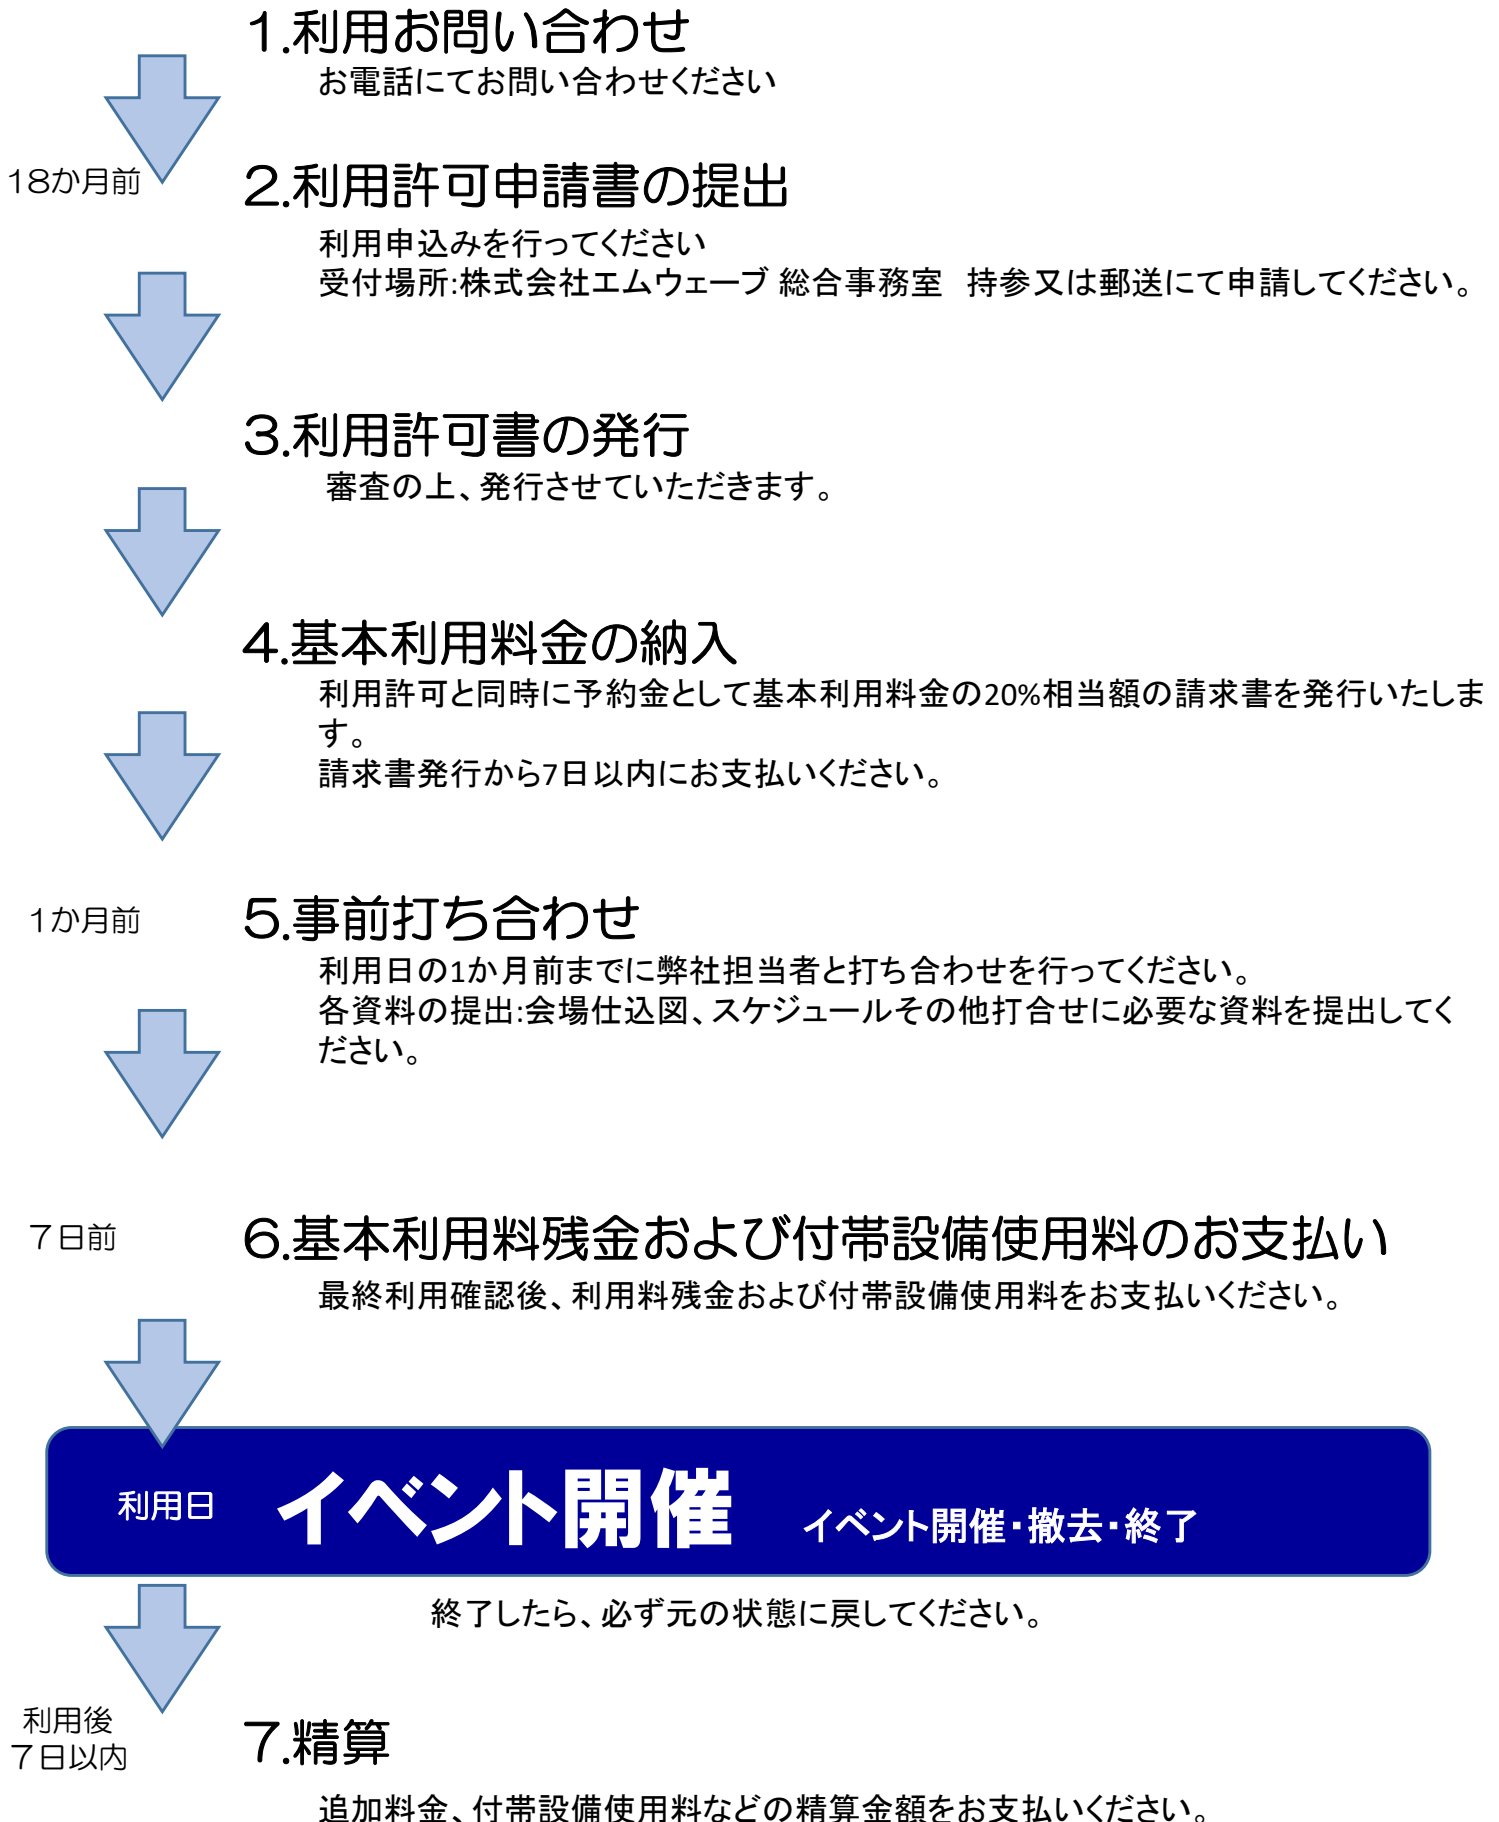 １.利用お問い合わせ
お電話にてお問い合わせください
18か月前
２.利用許可申請書の提出
利用申込みを行ってください
受付場所:株式会社エムウェーブ 総合事務室　持参又は郵送にて申請してください。
３.利用許可書の発行
審査の上、発行させていただきます。
４.基本利用料金の納入
利用許可と同時に予約金として基本利用料金の20%相当額の請求書を発行いたしま
す。
請求書発行から7日以内にお支払いください。
１か月前
５.事前打ち合わせ
利用日の1か月前までに弊社担当者と打ち合わせを行ってください。
各資料の提出:会場仕込図、スケジュールその他打合せに必要な資料を提出してく
ださい。
７日前
６.基本利用料残金および付帯設備使用料のお支払い
最終利用確認後、利用料残金および付帯設備使用料をお支払いください。
利用日
イベント開催
イベント開催・撤去・終了
終了したら、必ず元の状態に戻してください。
利用後
７日以内
７.精算
追加料金、付帯設備使用料などの精算金額をお支払いください。